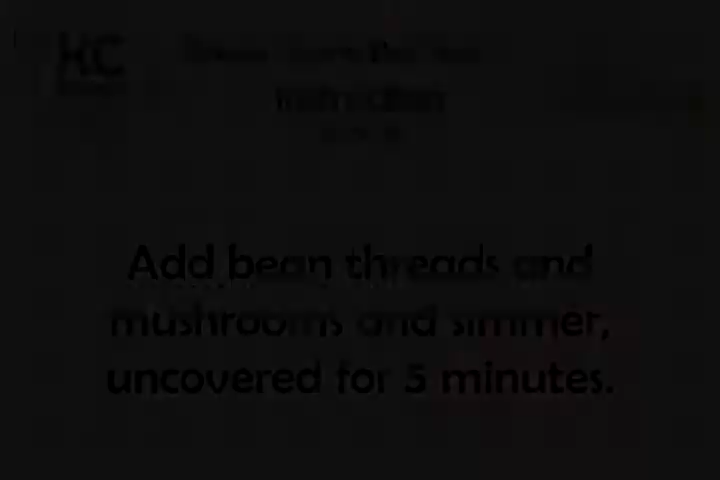 KC
Instruction
Add bean threads and
mushrooms and simmer,
uncovered for 5 minutes.